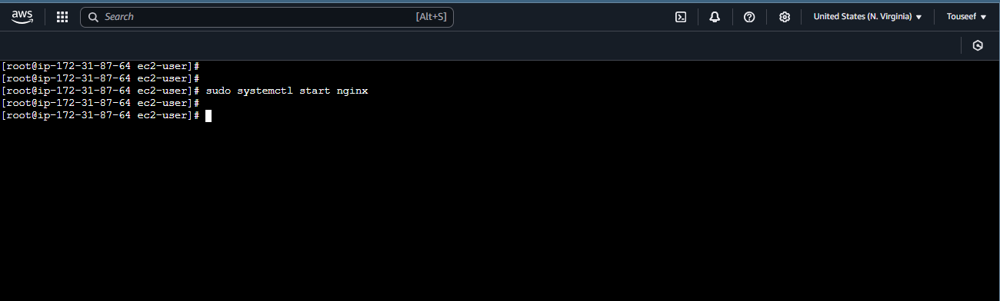 aws
Search [Alt+S]
United States (N. Virginia)
Touseef
[root@ip-172-31-87-64 ec2-user]#
[root@ip-172-31-87-64 ec2-user]#
[root@ip-172-31-87-64 ec2-user]# sudo systemctl start nginx
[root@ip-172-31-87-64 ec2-user]#
[root@ip-172-31-87-64 ec2-user]#